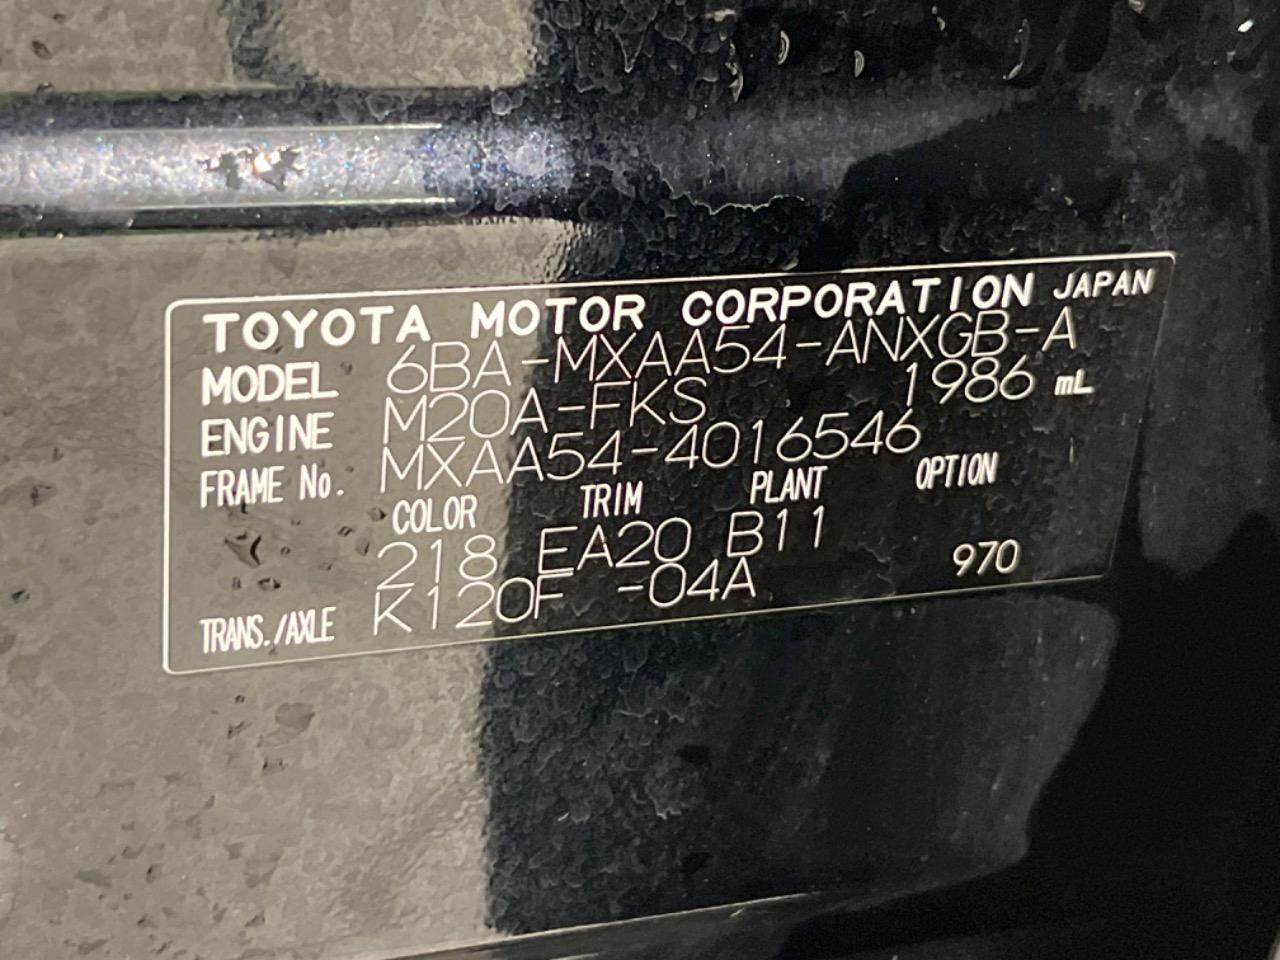 TOYOTA MOTOR CORPORATION JAPAN
MODEL 6BA-MXAA54-ANXGB-A
ENGINE M20A-FKS 1986 mL
FRAME No. MXAA54-4016546
COLOR TRIM PLANT OPTION
218 EA20 B11
TRANS./AXLE K120F -04A 970